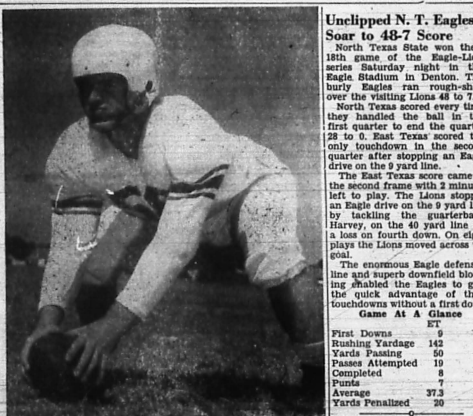 Unclipped N. T. Eagles
Soar to 48-7 Score
North Texas State won the
18th game of the Eagle-Lio
series Saturday night in t
Eagle Stadium in Denton. T
burly Eagles ran rough-sh
over the visiting Lions 48 to 7.
North Texas scored every ti
they handled the ball in t
first quarter to end the quart
28 to 0. East Texas scored t
only touchdown in the seco
quarter after stopping an Ea
drive on the 9 yard line.
The East Texas score came
the second frame with 2 minu
left to play. The Lions stopp
an Eagle drive on the 9 yard l
by tackling the quarterba
Harvey, on the 40 yard line
a loss on fourth down. On eig
plays the Lions moved across
goal.
The enormous Eagle defens
line and superb downfield blo
ing enabled the Eagles to g
the quick advantage of th
touchdowns without a first do
Game At A Glance
ET
First Downs 9
Rushing Yardage 142
Yards Passing 50
Passes Attempted 19
Completed 8
Punts 7
Average 37.3
Yards Penalized 20